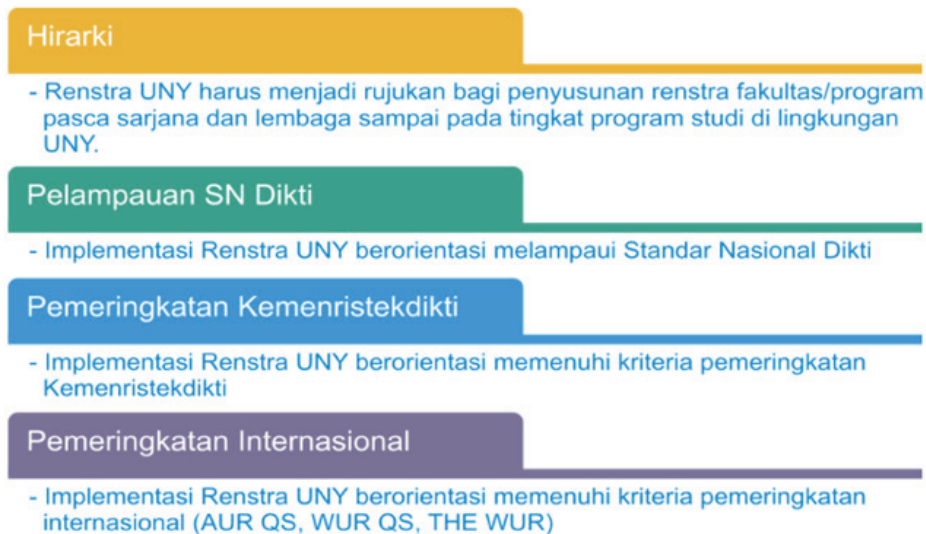 Hirarki
- Renstra UNY harus menjadi rujukan bagi penyusunan renstra fakultas/program
pasca sarjana dan lembaga sampai pada tingkat program studi di lingkungan
UNY.
Pelampauan SN Dikti
- Implementasi Renstra UNY berorientasi melampaui Standar Nasional Dikti
Pemeringkatan Kemenristekdikti
- Implementasi Renstra UNY berorientasi memenuhi kriteria pemeringkatan
Kemenristekdikti
Pemeringkatan Internasional
- Implementasi Renstra UNY berorientasi memenuhi kriteria pemeringkatan
internasional (AUR QS, WUR QS, THE WUR)